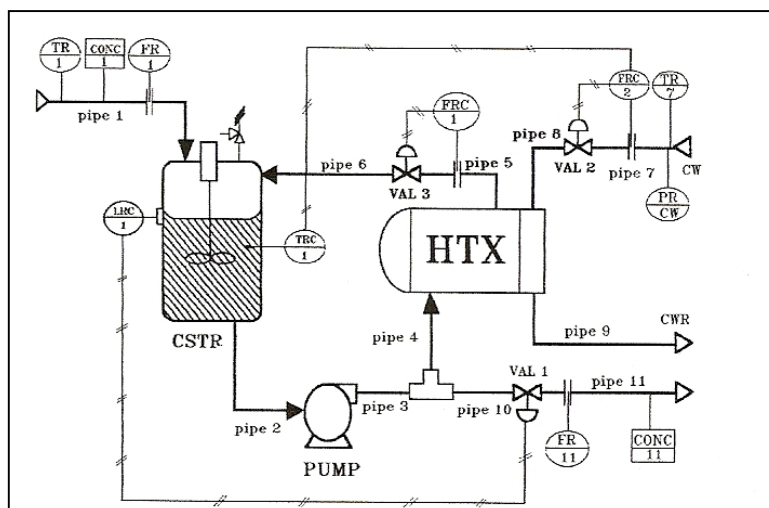 TR
1
CONC
1
FR
1
pipe 1
FRC
1
FRC
2
TR
7
pipe 8
pipe 6
pipe 5
VAL 3
VAL 2
pipe 7
CW
PR
CW
LRC
1
TRC
1
HTX
CSTR
pipe 4
pipe 9
CWR
VAL 1
pipe 2
pipe 3
pipe 10
pipe 11
PUMP
FR
11
CONC
11